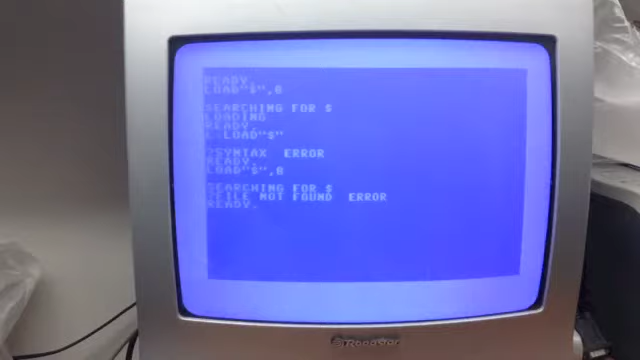 READY.
LOAD"$",8

SEARCHING FOR $
LOADING
READY.
LOAD"$"

?SYNTAX  ERROR
READY.
LOAD"$",8

SEARCHING FOR $
?FILE NOT FOUND  ERROR
READY.
Roadstar